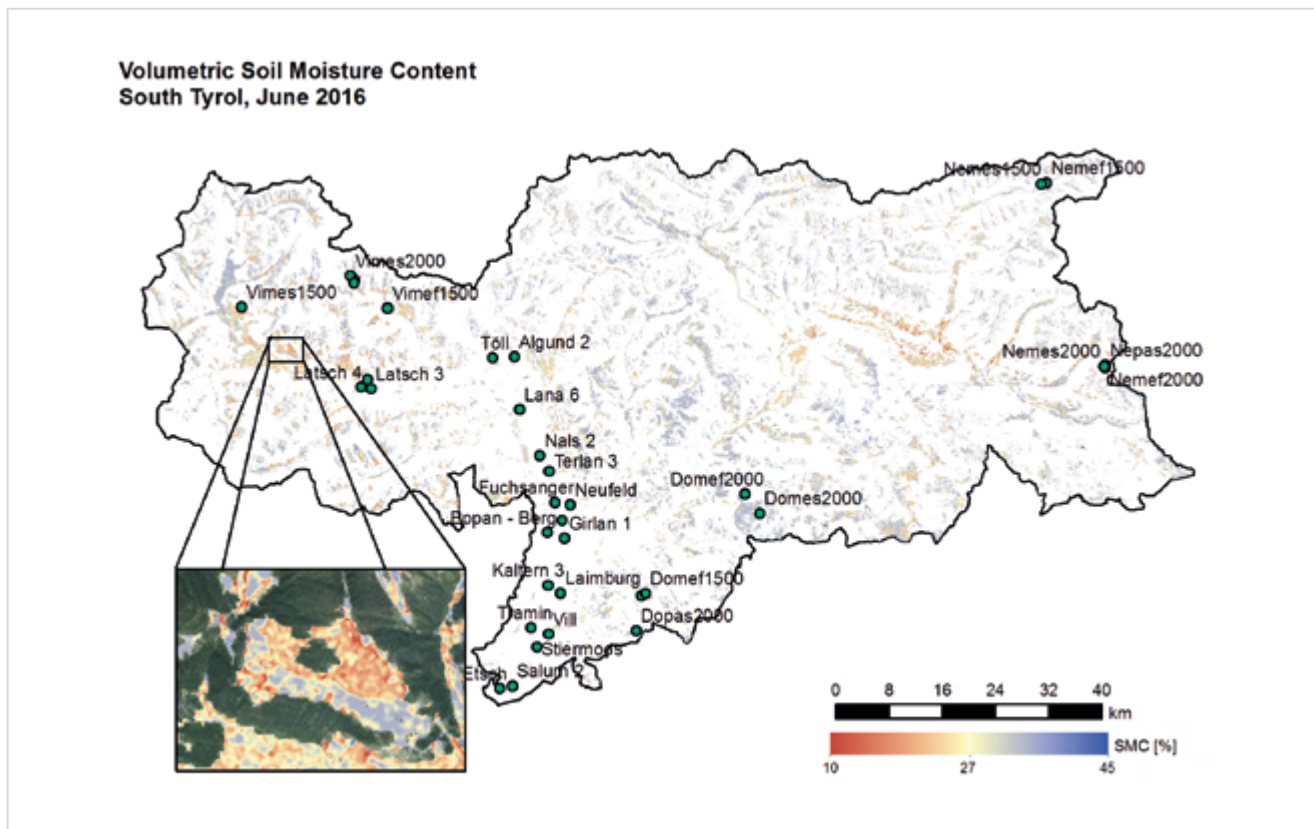 Volumetric Soil Moisture Content
South Tyrol, June 2016
Nemes1500 Nemef1500
Vimes2000
Vimes1500
Vimef1500
Töll
Algund 2
Nemes2000
Nepas2000
Nemef2000
Latsch 4
Latsch 3
Lana 6
Nals 2
Terlan 3
Domef2000
Domes2000
Fuchsanger
Neufeld
Eppan - Berg
Girlan 1
Kaltern 3
Laimburg
Domef1500
Tramin
Vill
Dopas2000
Stiermoos
Etsch
Salurn 2
0 8 16 24 32 40
km
SMC [%]
10 27 45